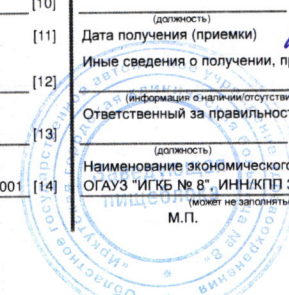 [10]
(должность)
[11] Дата получения (приемки)
Иные сведения о получении, п
[12]
(информация о наличии/отсутстви
Ответственный за правильност
[13]
(должность)
Наименование экономического
001 [14] ОГАУЗ "ИГКБ № 8", ИНН/КПП
(может не заполнять
М.П.
ПИЩЕБЛОКА